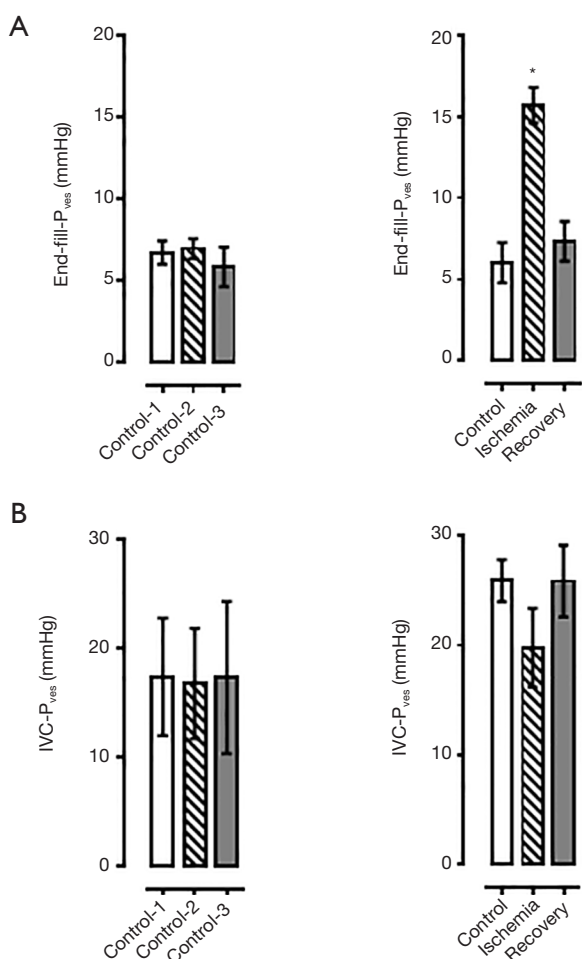 A
End-fill-Pves (mmHg)
20
15
10
5
0
Control-1
Control-2
Control-3
End-fill-Pves (mmHg)
20
15
10
5
0
*
Control
Ischemia
Recovery
B
IVC-Pves (mmHg)
30
20
10
0
Control-1
Control-2
Control-3
IVC-Pves (mmHg)
30
20
10
0
Control
Ischemia
Recovery